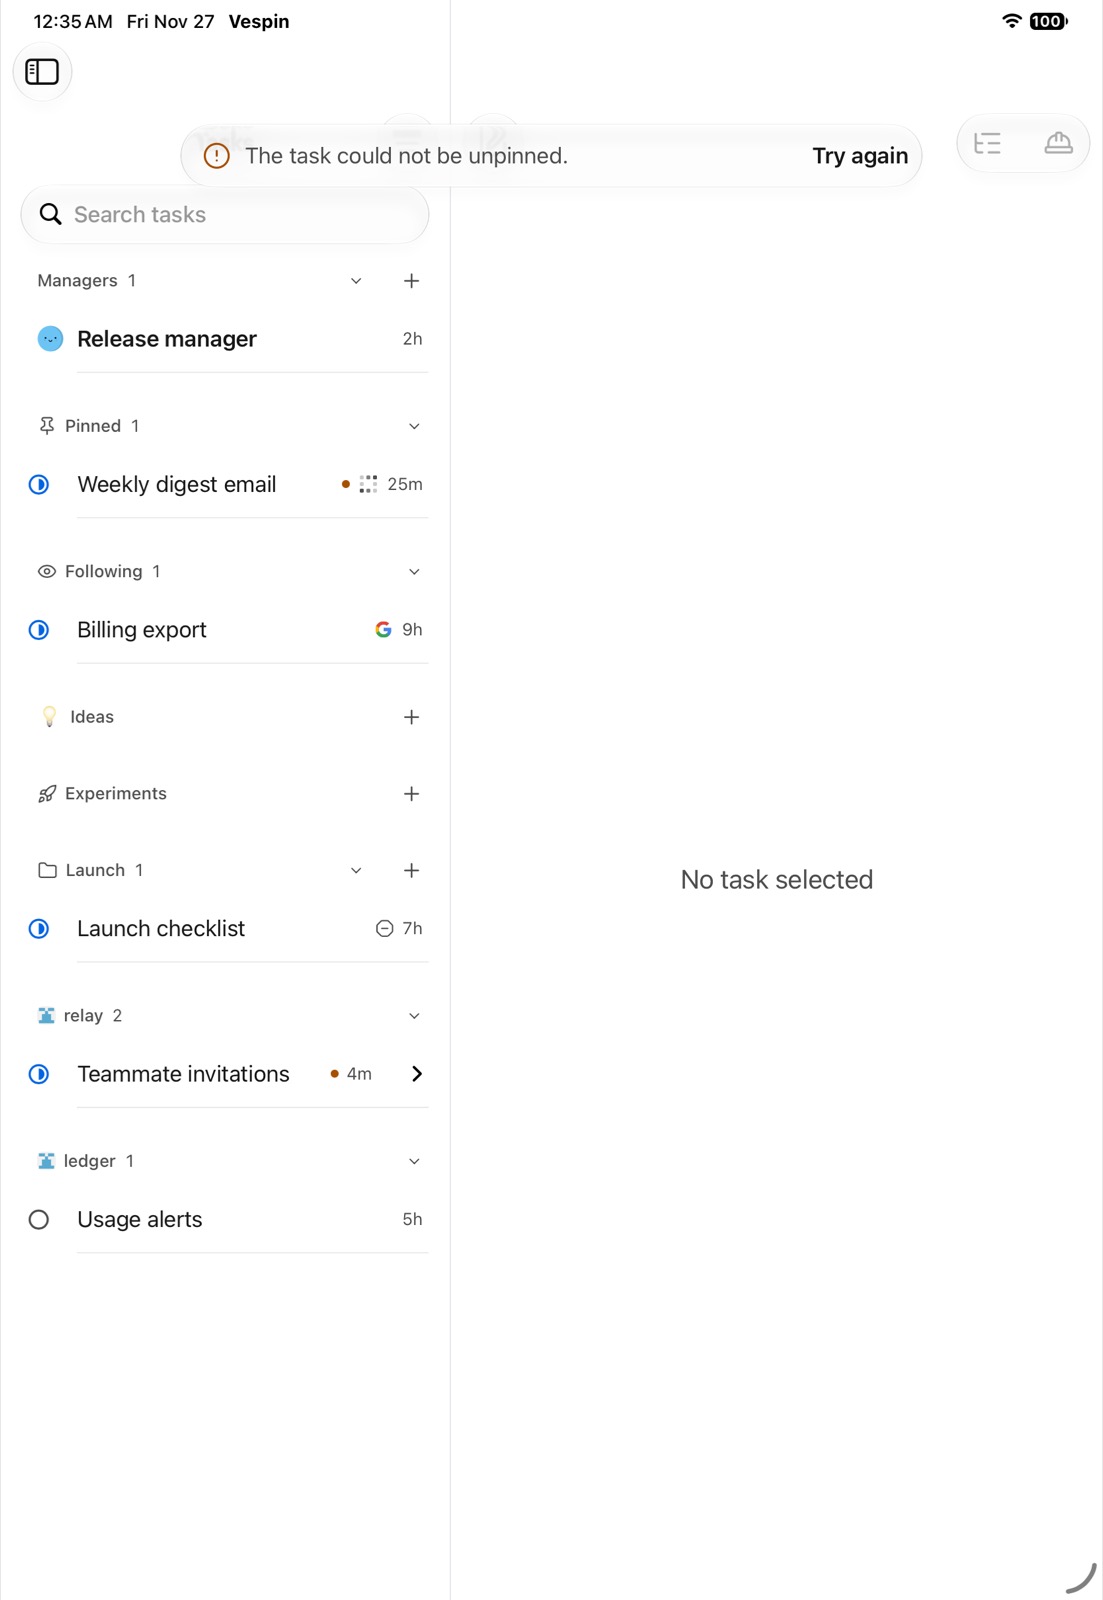 12:35 AM Fri Nov 27 Vespin
100
The task could not be unpinned.
Try again
Search tasks
Managers 1
Release manager 2h
Pinned 1
Weekly digest email 25m
Following 1
Billing export 9h
Ideas
Experiments
Launch 1
Launch checklist 7h
No task selected
relay 2
Teammate invitations 4m
ledger 1
Usage alerts 5h